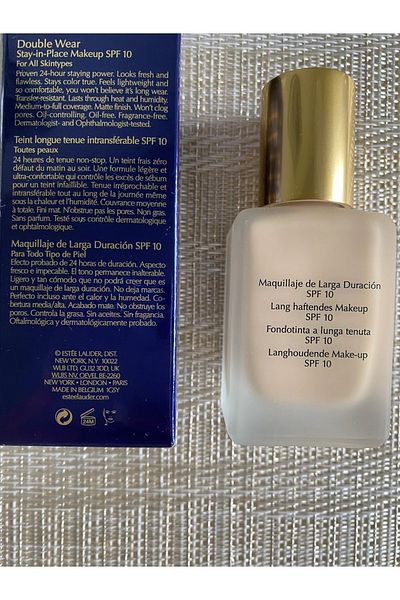 Double Wear
Stay-in-Place Makeup SPF 10
For All Skintypes
Proven 24-hour staying power. Looks fresh and
flawless. Stays color true. Feels lightweight and
so comfortable, you won't believe it's long wear.
Transfer-resistant. Lasts through heat and humidity.
Medium-to-full coverage. Matte finish. Won't clog
pores. Oil-controlling. Oil-free. Fragrance-free.
Dermatologist- and Ophthalmologist-tested.
Teint longue tenue intransférable SPF 10
Toutes peaux
24 heures de tenue non-stop. Un teint frais zéro
défaut du matin au soir. Une formule légère et
ultra-confortable qui contrôle les excès de sébum
pour un teint infaillible. Tenue irréprochable et
intransférable tout au long de la journée même
sous la chaleur et l'humidité. Couvrance moyenne
à totale. Fini mat. N'obstrue pas les pores. Non gras.
Sans parfum. Testé sous contrôle dermatologique
et ophtalmologique.
Maquillaje de Larga Duración SPF 10
Para Todo Tipo de Piel
Efecto probado de 24 horas de duración. Aspecto
fresco e impecable. El tono permanece inalterable.
Ligero y tan cómodo que no podrá creer que es
un maquillaje de larga duración. No deja marcas.
Perfecto incluso ante el calor y la humedad. Co-
bertura media/alta. Acabado mate. No obstruye los
poros. Controla la grasa. Sin aceites. Sin fragancia.
Oftalmológica y dermatológicamente probado.
© ESTÉE LAUDER, DIST.
NEW YORK, N.Y. 10022
WLB LTD, GU32 3DD, UK
WLBS NV, OEVEL BE-2260
NEW YORK • LONDON • PARIS
MADE IN BELGIUM 1GSY
esteelauder.com
24M
Maquillaje de Larga Duración
SPF 10
Lang haftendes Makeup
SPF 10
Fondotinta a lunga tenuta
SPF 10
Langhoudende Make-up
SPF 10